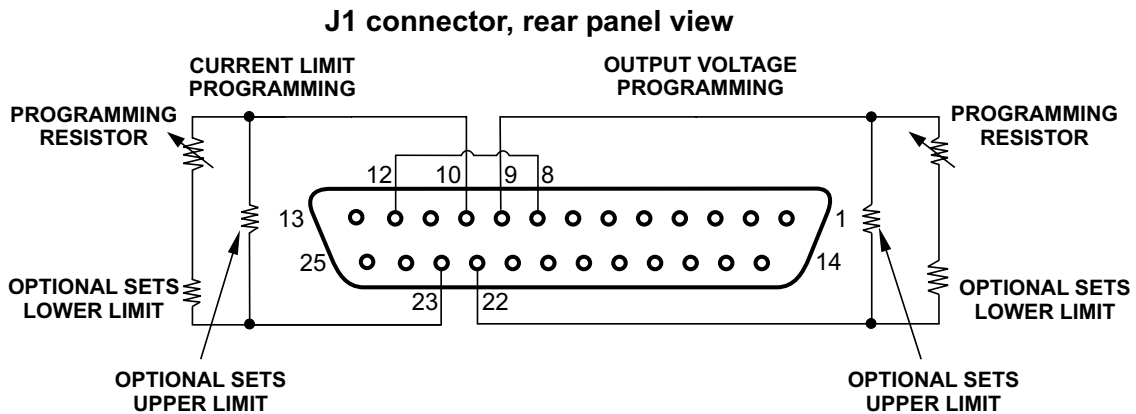 J1 connector, rear panel view
CURRENT LIMIT
PROGRAMMING
OUTPUT VOLTAGE
PROGRAMMING
PROGRAMMING
RESISTOR
PROGRAMMING
RESISTOR
12 10 9 8
13 1
25 14
23 22
OPTIONAL SETS
LOWER LIMIT
OPTIONAL SETS
LOWER LIMIT
OPTIONAL SETS
UPPER LIMIT
OPTIONAL SETS
UPPER LIMIT